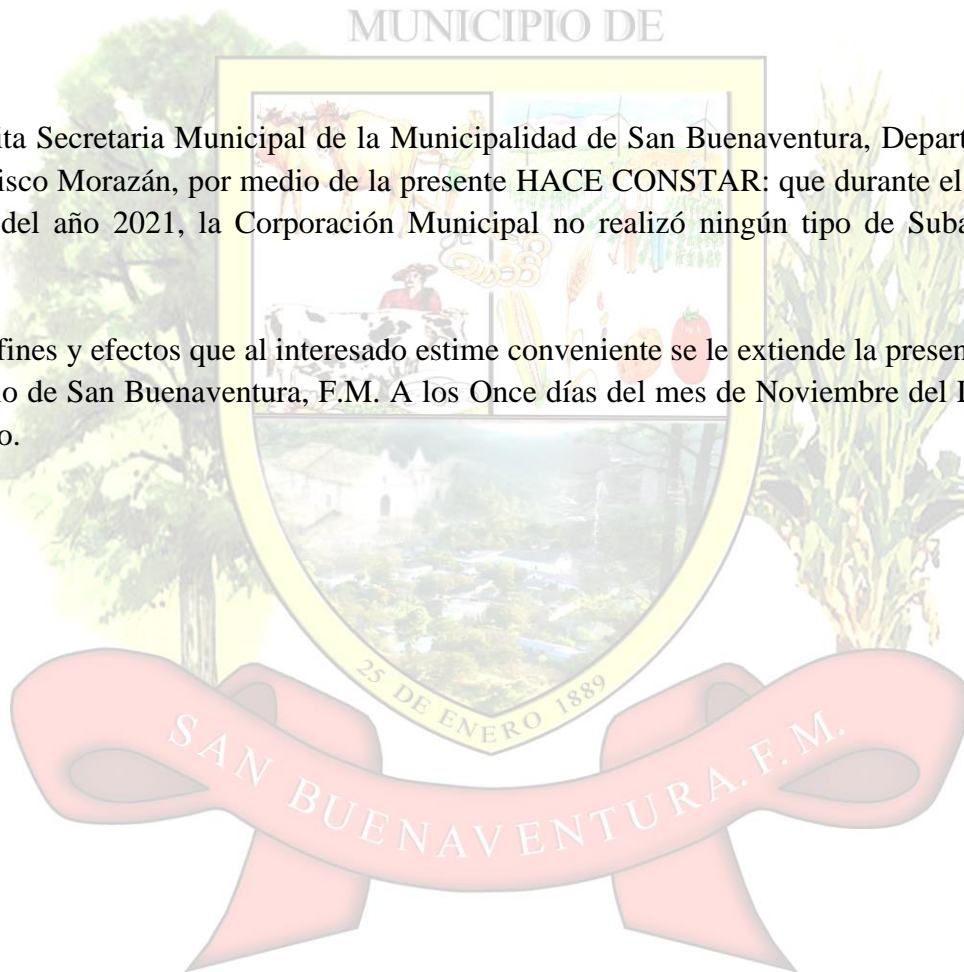 MUNICIPIO DE
ita Secretaria Municipal de la Municipalidad de San Buenaventura, Depart
isco Morazán, por medio de la presente HACE CONSTAR: que durante el
del año 2021, la Corporación Municipal no realizó ningún tipo de Suba
fines y efectos que al interesado estime conveniente se le extiende la presen
io de San Buenaventura, F.M. A los Once días del mes de Noviembre del
o.
25 DE ENERO 1889
SAN BUENAVENTURA. F. M.